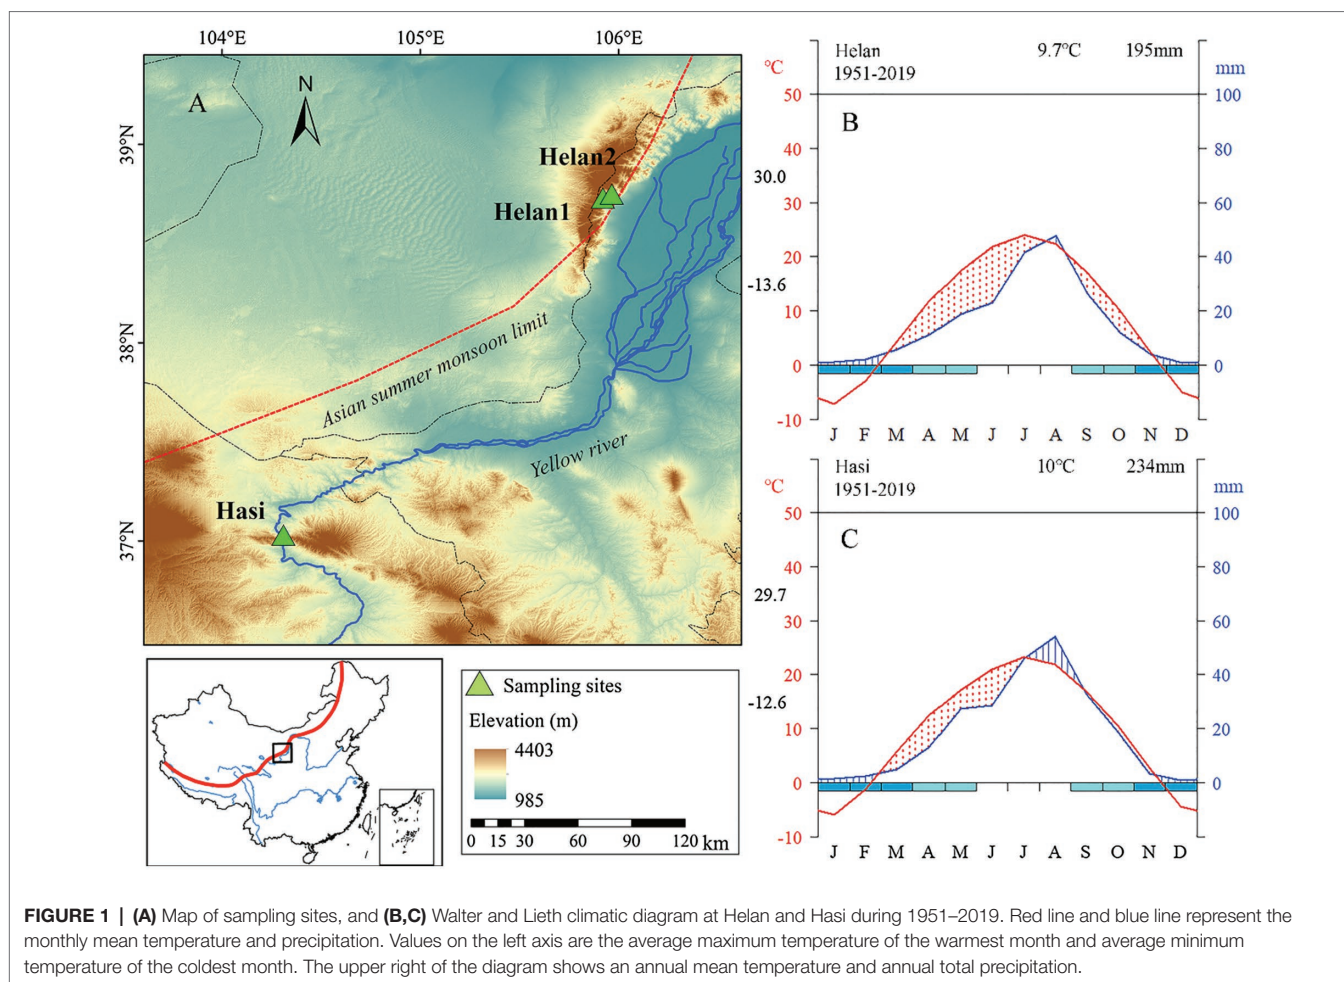 104°E 105°E 106°E
39°N
38°N
37°N
A
N
Helan2
Helan1
Asian summer monsoon limit
Yellow river
Hasi
Sampling sites
Elevation (m)
4403
985
0 15 30 60 90 120 km
Helan 9.7°C 195mm
1951-2019
°C mm
B
50 100
40 80
30.0
30 60
20 40
-13.6
10 20
0 0
-10
J F M A M J J A S O N D
Hasi 10°C 234mm
1951-2019
°C mm
C
50 100
40 80
29.7
30 60
20 40
-12.6
10 20
0 0
-10
J F M A M J J A S O N D
FIGURE 1 | (A) Map of sampling sites, and (B,C) Walter and Lieth climatic diagram at Helan and Hasi during 1951–2019. Red line and blue line represent the
monthly mean temperature and precipitation. Values on the left axis are the average maximum temperature of the warmest month and average minimum
temperature of the coldest month. The upper right of the diagram shows an annual mean temperature and annual total precipitation.